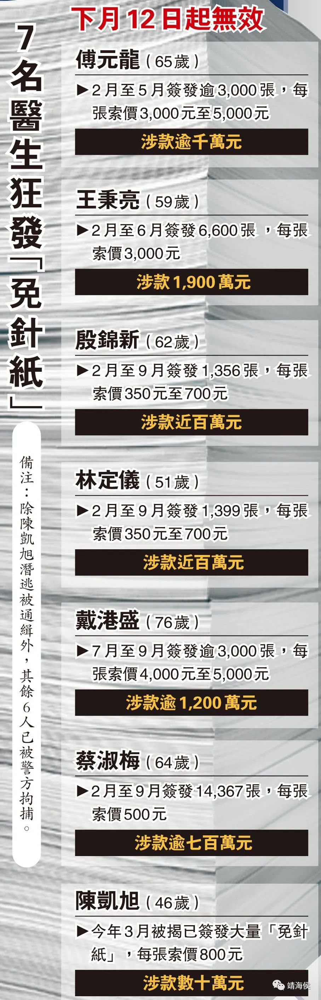 下月12日起無效
7名醫生狂發「免針紙」
備注：除陳凱旭潛逃被通緝外，其餘6人已被警方拘捕。
傅元龍（65歲）
▶2月至5月簽發逾3,000張，每
張索價3,000元至5,000元
涉款逾千萬元
王秉亮（59歲）
▶2月至6月簽發6,600張，每張
索價3,000元
涉款1,900萬元
殷錦新（62歲）
▶2月至9月簽發1,356張，每張
索價350元至700元
涉款近百萬元
林定儀（51歲）
▶2月至9月簽發1,399張，每張
索價350元至700元
涉款近百萬元
戴港盛（76歲）
▶7月至9月簽發逾3,000張，每
張索價4,000元至5,000元
涉款逾1,200萬元
蔡淑梅（64歲）
▶2月至9月簽發14,367張，每張
索價500元
涉款逾七百萬元
陳凱旭（46歲）
▶今年3月被揭已簽發大量「免針
紙」，每張索價800元
涉款數十萬元
靖海侯